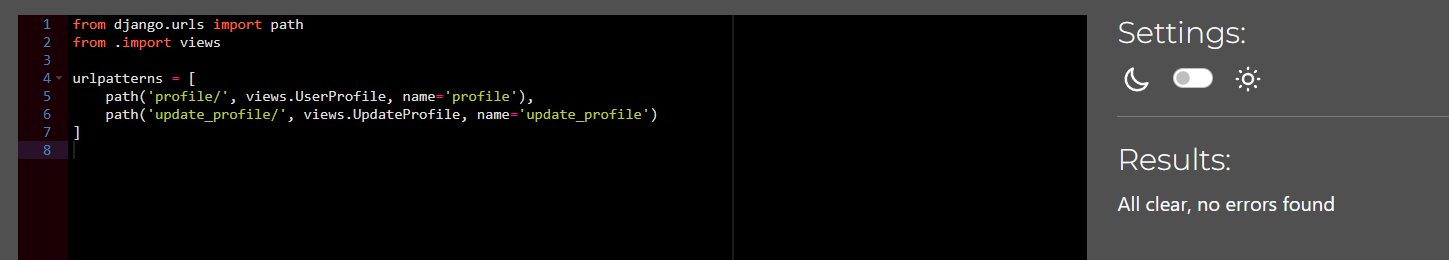 1 from django.urls import path
2 from .import views
3
4 urlpatterns = [
5     path('profile/', views.UserProfile, name='profile'),
6     path('update_profile/', views.UpdateProfile, name='update_profile')
7 ]
8
Settings:
Results:
All clear, no errors found